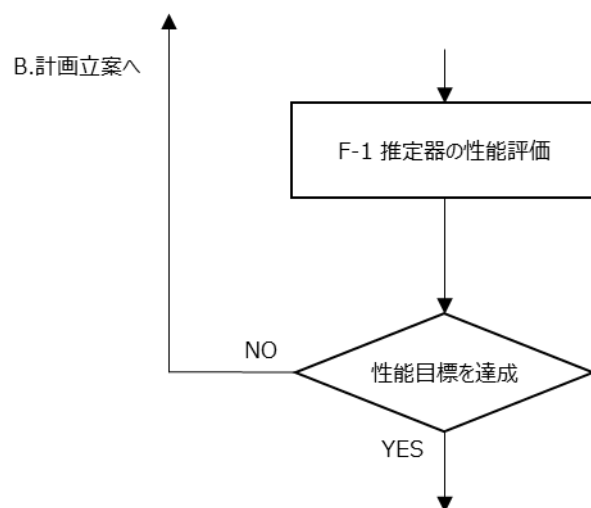 B.計画立案へ
F-1 推定器の性能評価
NO
性能目標を達成
YES